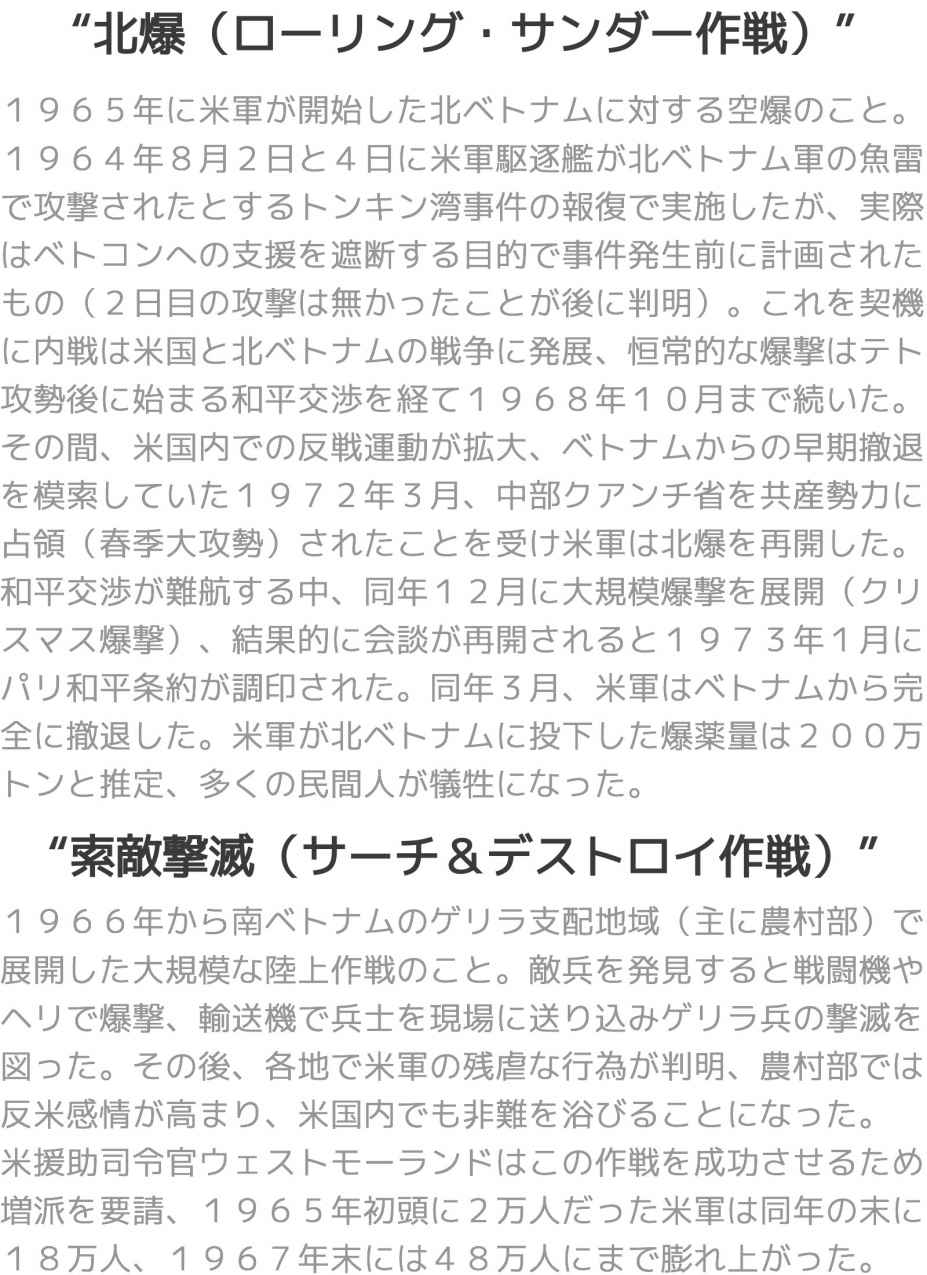 “北爆（ローリング・サンダー作戦）”
１９６５年に米軍が開始した北ベトナムに対する空爆のこと。
１９６４年８月２日と４日に米軍駆逐艦が北ベトナム軍の魚雷
で攻撃されたとするトンキン湾事件の報復で実施したが、実際
はベトコンへの支援を遮断する目的で事件発生前に計画された
もの（２日目の攻撃は無かったことが後に判明）。これを契機
に内戦は米国と北ベトナムの戦争に発展、恒常的な爆撃はテト
攻勢後に始まる和平交渉を経て１９６８年１０月まで続いた。
その間、米国内での反戦運動が拡大、ベトナムからの早期撤退
を模索していた１９７２年３月、中部クアンチ省を共産勢力に
占領（春季大攻勢）されたことを受け米軍は北爆を再開した。
和平交渉が難航する中、同年１２月に大規模爆撃を展開（クリ
スマス爆撃）、結果的に会談が再開されると１９７３年１月に
パリ和平条約が調印された。同年３月、米軍はベトナムから完
全に撤退した。米軍が北ベトナムに投下した爆薬量は２００万
トンと推定、多くの民間人が犠牲になった。
“索敵撃滅（サーチ＆デストロイ作戦）”
１９６６年から南ベトナムのゲリラ支配地域（主に農村部）で
展開した大規模な陸上作戦のこと。敵兵を発見すると戦闘機や
ヘリで爆撃、輸送機で兵士を現場に送り込みゲリラ兵の撃滅を
図った。その後、各地で米軍の残虐な行為が判明、農村部では
反米感情が高まり、米国内でも非難を浴びることになった。
米援助司令官ウェストモーランドはこの作戦を成功させるため
増派を要請、１９６５年初頭に２万人だった米軍は同年の末に
１８万人、１９６７年末には４８万人にまで膨れ上がった。